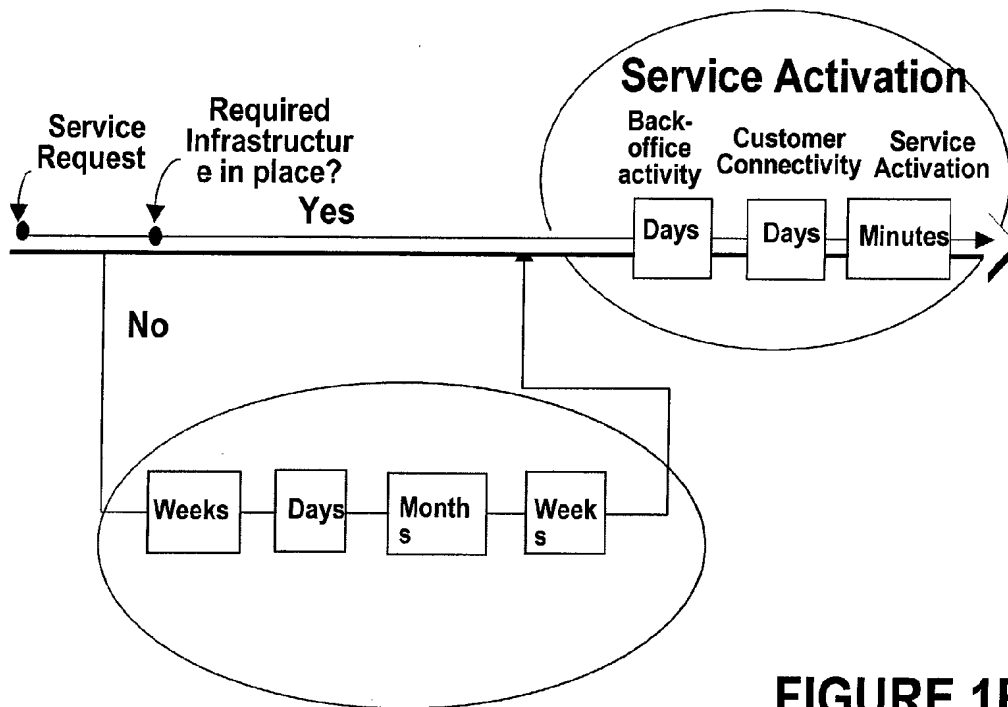 Service Activation
Service
Request
Required
Infrastructur
e in place?
Back-
office
activity
Customer
Connectivity
Service
Activation
Yes
Days
Days
Minutes
No
Weeks
Days
Month
s
Week
s
FIGURE